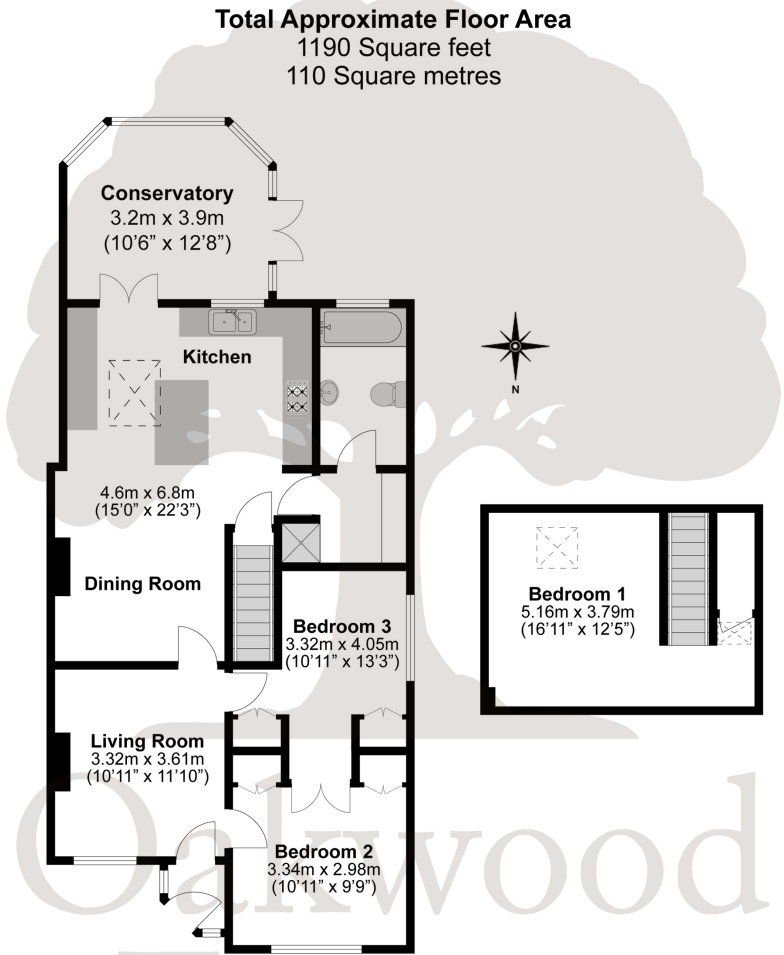 Total Approximate Floor Area
1190 Square feet
110 Square metres
Conservatory
3.2m x 3.9m
(10'6” x 12'8”)
Kitchen
N
4.6m x 6.8m
(15'0” x 22'3”)
Dining Room
Bedroom 1
5.16m x 3.79m
(16'11” x 12'5”)
Bedroom 3
3.32m x 4.05m
(10'11” x 13'3”)
Living Room
3.32m x 3.61m
(10'11” x 11'10”)
Bedroom 2
3.34m x 2.98m
(10'11” x 9'9”)
Oakwood